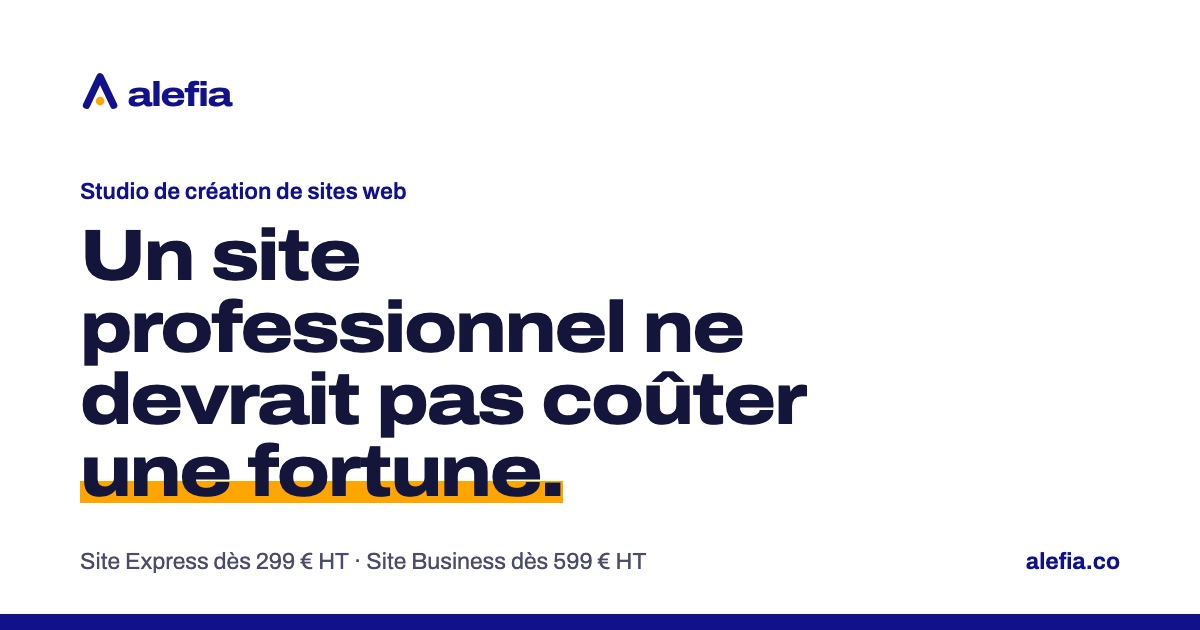 alefia
Studio de création de sites web
Un site
professionnel ne
devrait pas coûter
une fortune.
Site Express dès 299 € HT · Site Business dès 599 € HT
alefia.co